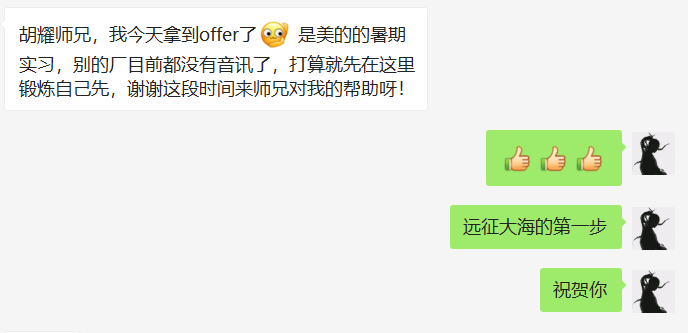 胡耀师兄，我今天拿到offer了 是美的的暑期
实习，别的厂目前都没有音讯了，打算就先在这里
锻炼自己先，谢谢这段时间来师兄对我的帮助呀！
远征大海的第一步
祝贺你